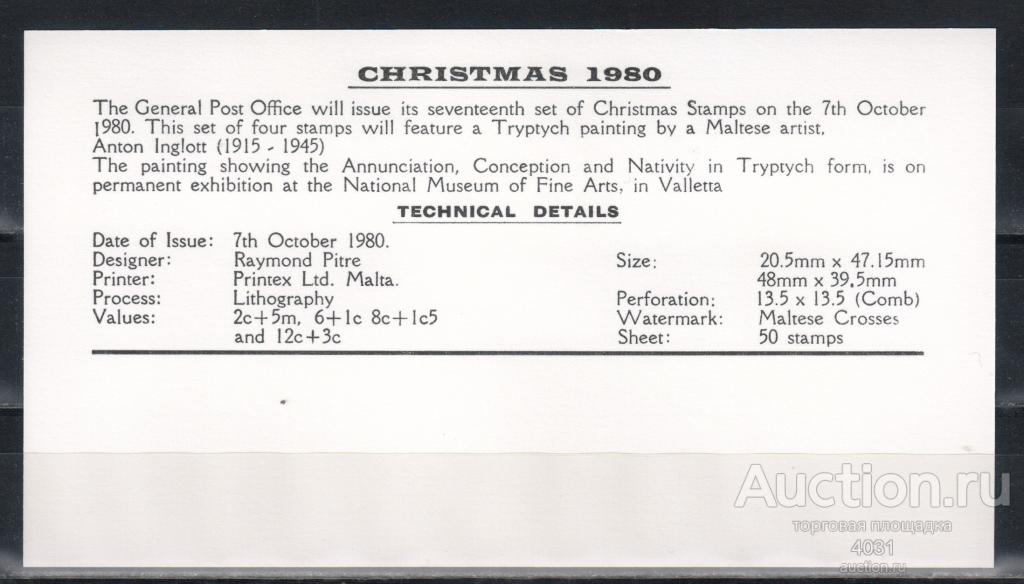 CHRISTMAS 1980
The General Post Office will issue its seventeenth set of Christmas Stamps on the 7th October
1980. This set of four stamps will feature a Tryptych painting by a Maltese artist,
Anton Inglott (1915 - 1945)
The painting showing the Annunciation, Conception and Nativity in Tryptych form, is on
permanent exhibition at the National Museum of Fine Arts, in Valletta
TECHNICAL DETAILS
Date of Issue: 7th October 1980.
Designer: Raymond Pitre
Printer: Printex Ltd. Malta.
Process: Lithography
Values: 2c+5m, 6+1c 8c+1c5
and 12c+3c
Size: 20.5mm x 47.15mm
48mm x 39.5mm
Perforation: 13.5 x 13.5 (Comb)
Watermark: Maltese Crosses
Sheet: 50 stamps
Auction.ru
торговая площадка
4031
auction.ru